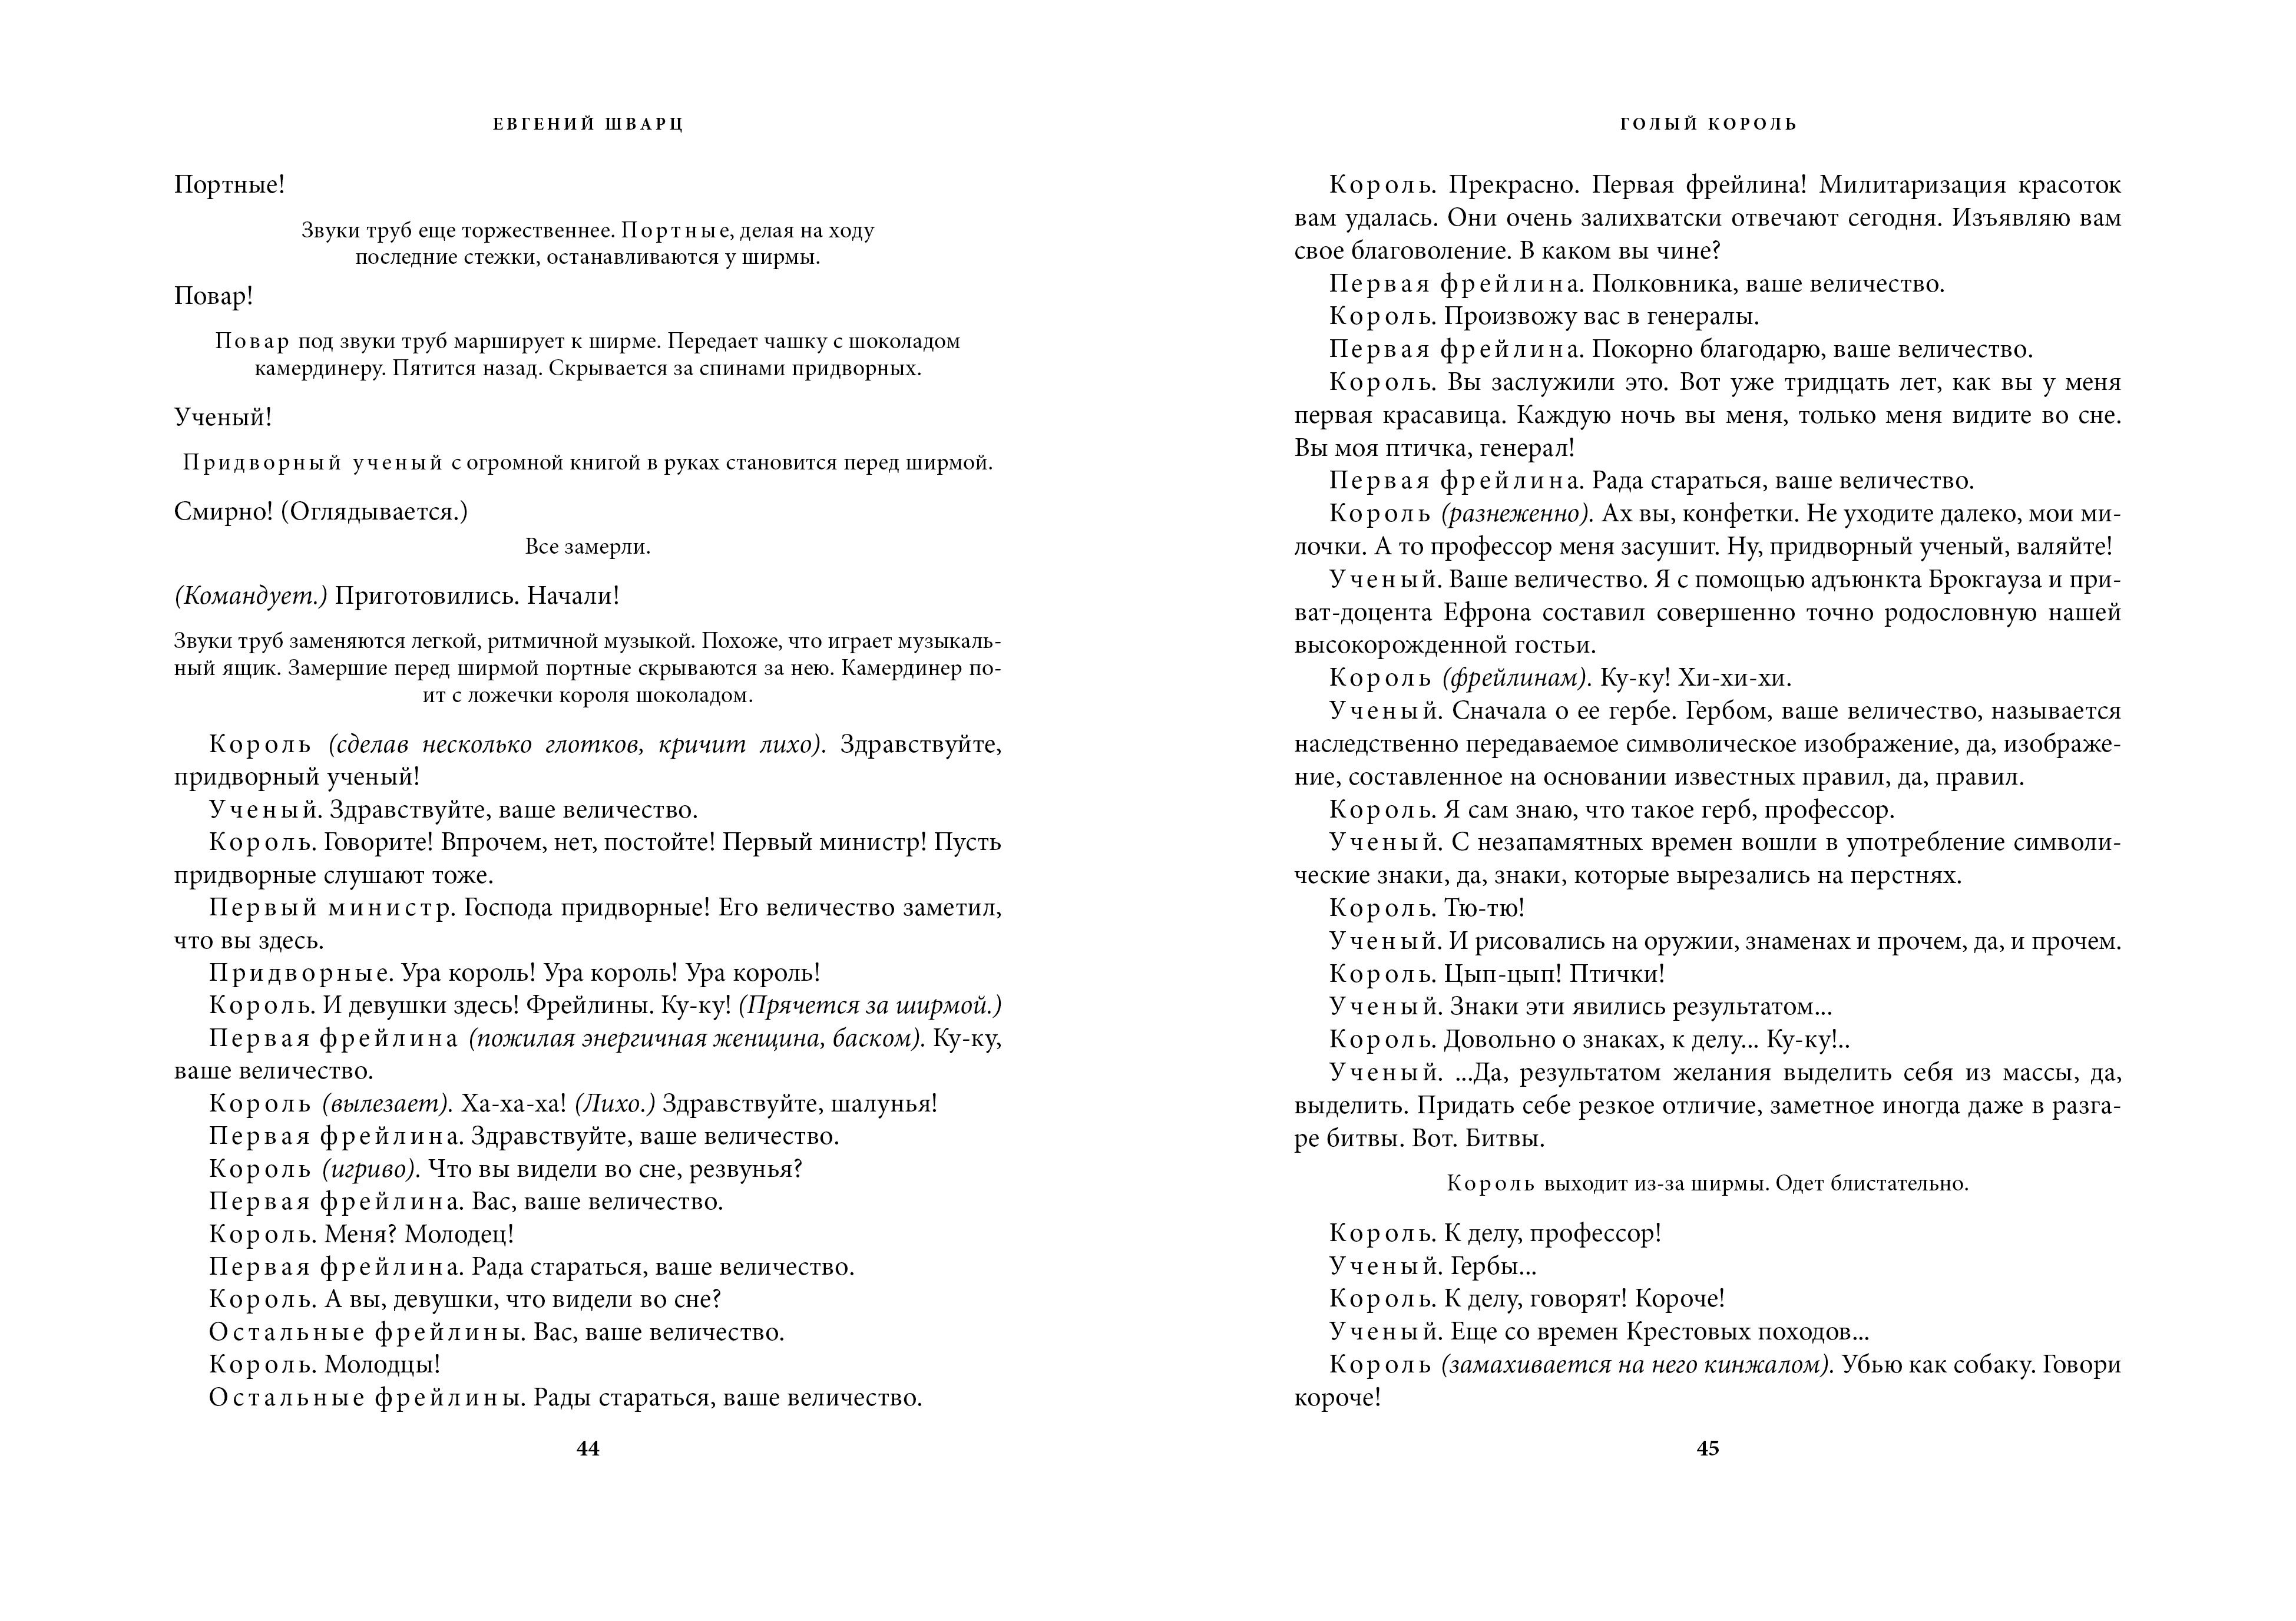 ЕВГЕНИЙ ШВАРЦ
Портные!
Звуки труб еще торжественнее. Портные, делая на ходу
последние стежки, останавливаются у ширмы.
Повар!
Повар под звуки труб марширует к ширме. Передает чашку с шоколадом
камердинеру. Пятится назад. Скрывается за спинами придворных.
Ученый!
Придворный ученый с огромной книгой в руках становится перед ширмой.
Смирно! (Оглядывается.)
Все замерли.
(Командует.) Приготовились. Начали!
Звуки труб заменяются легкой, ритмичной музыкой. Похоже, что играет музыкаль-
ный ящик. Замершие перед ширмой портные скрываются за нею. Камердинер по-
ит с ложечки короля шоколадом.
Король (сделав несколько глотков, кричит лихо). Здравствуйте,
придворный ученый!
Ученый. Здравствуйте, ваше величество.
Король. Говорите! Впрочем, нет, постойте! Первый министр! Пусть
придворные слушают тоже.
Первый министр. Господа придворные! Его величество заметил,
что вы здесь.
Придворные. Ура король! Ура король! Ура король!
Король. И девушки здесь! Фрейлины. Ку-ку! (Прячется за ширмой.)
Первая фрейлина (пожилая энергичная женщина, баском). Ку-ку,
ваше величество.
Король (вылезает). Ха-ха-ха! (Лихо.) Здравствуйте, шалунья!
Первая фрейлина. Здравствуйте, ваше величество.
Король (игриво). Что вы видели во сне, резвунья?
Первая фрейлина. Вас, ваше величество.
Король. Меня? Молодец!
Первая фрейлина. Рада стараться, ваше величество.
Король. А вы, девушки, что видели во сне?
Остальные фрейлины. Вас, ваше величество.
Король. Молодцы!
Остальные фрейлины. Рады стараться, ваше величество.
44
ГОЛЫЙ КОРОЛЬ
Король. Прекрасно. Первая фрейлина! Милитаризация красоток
вам удалась. Они очень залихватски отвечают сегодня. Изъявляю вам
свое благоволение. В каком вы чине?
Первая фрейлина. Полковника, ваше величество.
Король. Произвожу вас в генералы.
Первая фрейлина. Покорно благодарю, ваше величество.
Король. Вы заслужили это. Вот уже тридцать лет, как вы у меня
первая красавица. Каждую ночь вы меня, только меня видите во сне.
Вы моя птичка, генерал!
Первая фрейлина. Рада стараться, ваше величество.
Король (разнеженно). Ах вы, конфетки. Не уходите далеко, мои ми-
лочки. А то профессор меня засушит. Ну, придворный ученый, валяйте!
Ученый. Ваше величество. Я с помощью адъюнкта Брокгауза и при-
ват-доцента Ефрона составил совершенно точно родословную нашей
высокорожденной гостьи.
Король (фрейлинам). Ку-ку! Хи-хи-хи.
Ученый. Сначала о ее гербе. Гербом, ваше величество, называется
наследственно передаваемое символическое изображение, да, изображе-
ние, составленное на основании известных правил, да, правил.
Король. Я сам знаю, что такое герб, профессор.
Ученый. С незапамятных времен вошли в употребление символи-
ческие знаки, да, знаки, которые вырезались на перстнях.
Король. Тю-тю!
Ученый. И рисовались на оружии, знаменах и прочем, да, и прочем.
Король. Цып-цып! Птички!
Ученый. Знаки эти явились результатом...
Король. Довольно о знаках, к делу... Ку-ку!..
Ученый. ...Да, результатом желания выделить себя из массы, да,
выделить. Придать себе резкое отличие, заметное иногда даже в разга-
ре битвы. Вот. Битвы.
Король выходит из-за ширмы. Одет блистательно.
Король. К делу, профессор!
Ученый. Гербы...
Король. К делу, говорят! Короче!
Ученый. Еще со времен Крестовых походов...
Король (замахивается на него кинжалом). Убью как собаку. Говори
короче!
45